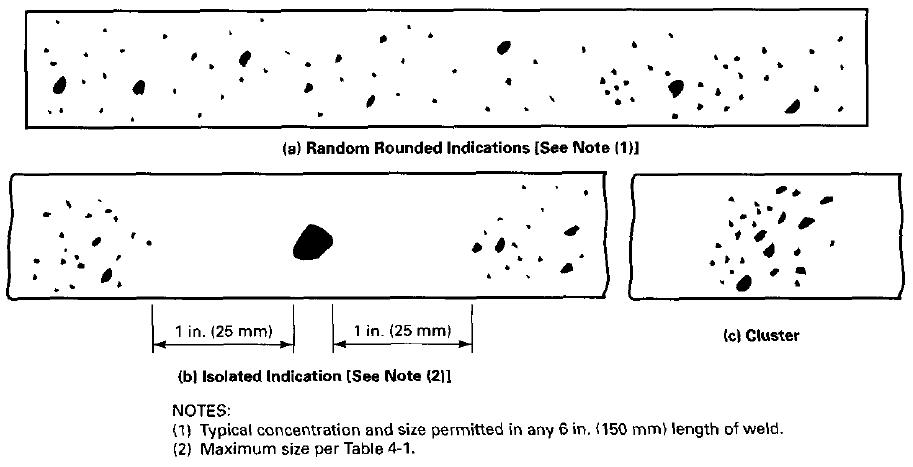 (a) Random Rounded Indications [See Note (1)]
1 in. (25 mm) 1 in. (25 mm)
(b) Isolated Indication [See Note (2)]
(c) Cluster
NOTES:
(1) Typical concentration and size permitted in any 6 in. (150 mm) length of weld.
(2) Maximum size per Table 4-1.